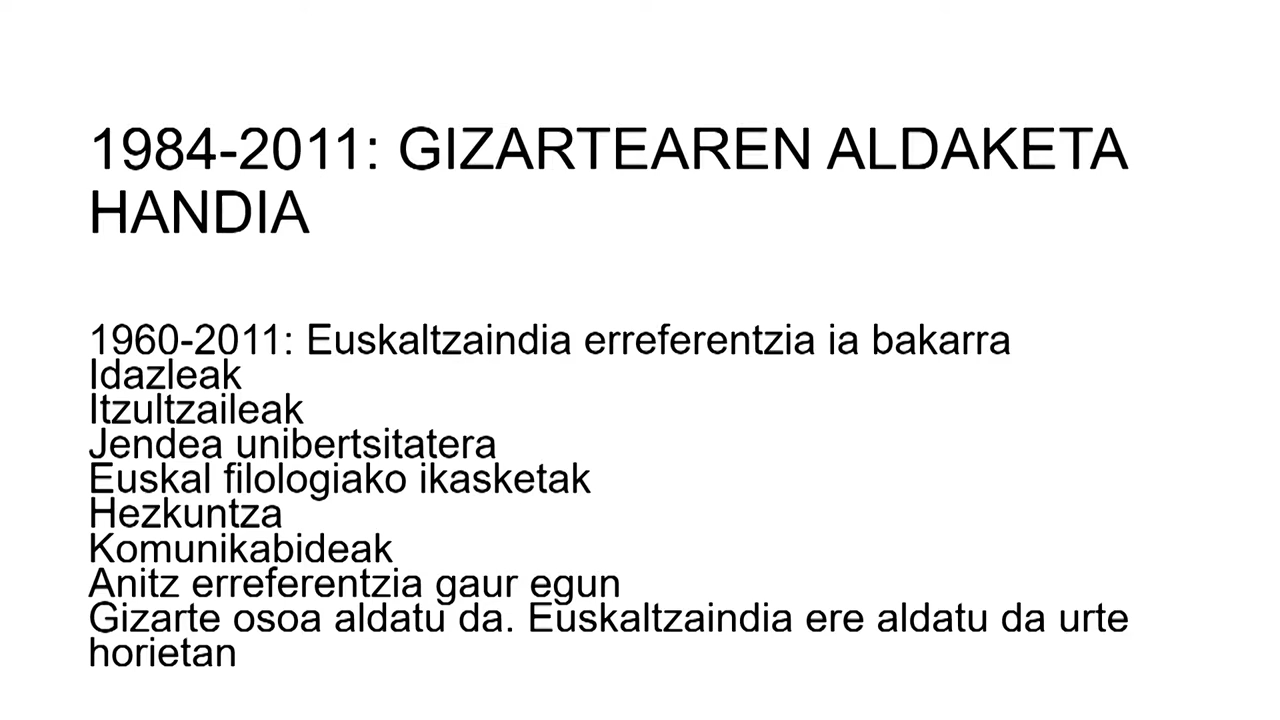 1984-2011: GIZARTEAREN ALDAKETA
HANDIA
1960-2011: Euskaltzaindia erreferentzia ia bakarra
Idazleak
Itzultzaileak
Jendea unibertsitatera
Euskal filologiako ikasketak
Hezkuntza
Komunikabideak
Anitz erreferentzia gaur egun
Gizarte osoa aldatu da. Euskaltzaindia ere aldatu da urte
horietan